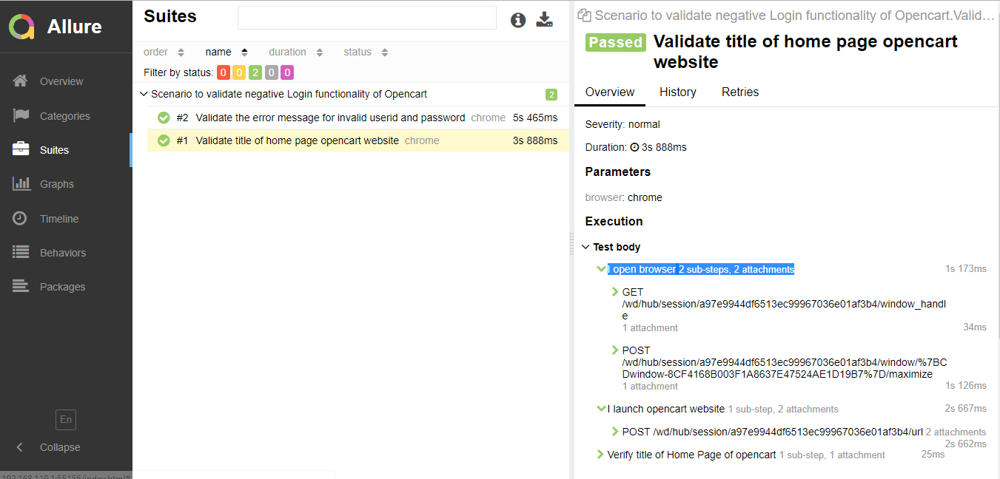 Allure
Overview
Categories
Suites
Graphs
Timeline
Behaviors
Packages
En
Collapse
192.168.119.1:55156/index.html#
Suites
order name duration status
Filter by status: 0 0 2 0 0
Scenario to validate negative Login functionality of Opencart 2
#2 Validate the error message for invalid userid and password chrome 5s 465ms
#1 Validate title of home page opencart website chrome 3s 888ms
Scenario to validate negative Login functionality of Opencart.Valid…
Passed Validate title of home page opencart
website
Overview History Retries
Severity: normal
Duration: 3s 888ms
Parameters
browser: chrome
Execution
Test body
I open browser 2 sub-steps, 2 attachments 1s 173ms
GET
/wd/hub/session/a97e9944df6513ec99967036e01af3b4/window_handl
e
1 attachment 34ms
POST
/wd/hub/session/a97e9944df6513ec99967036e01af3b4/window/%7BC
Dwindow-8CF4168B003F1A8637E47524AE1D19B7%7D/maximize
1 attachment 1s 126ms
I launch opencart website 1 sub-step, 2 attachments 2s 667ms
POST /wd/hub/session/a97e9944df6513ec99967036e01af3b4/url 2 attachments
2s 662ms
Verify title of Home Page of opencart 1 sub-step, 1 attachment 25ms